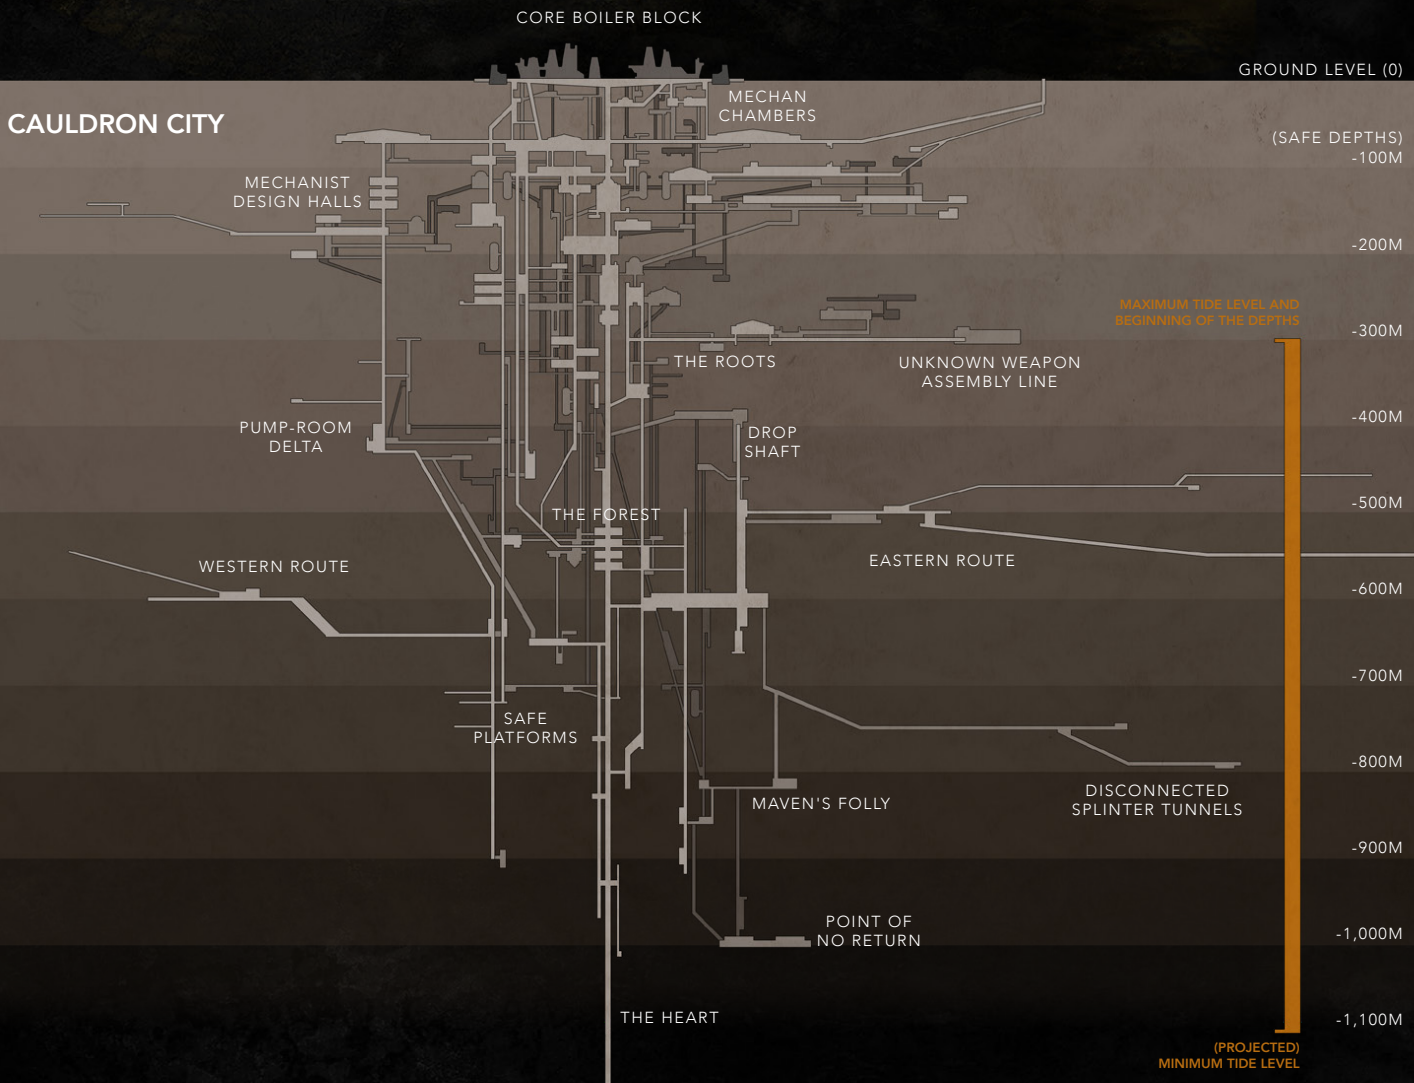 CORE BOILER BLOCK
GROUND LEVEL (0)
CAULDRON CITY
MECHAN
CHAMBERS
(SAFE DEPTHS)
-100M
MECHANIST
DESIGN HALLS
-200M
MAXIMUM TIDE LEVEL AND
BEGINNING OF THE DEPTHS
-300M
THE ROOTS
UNKNOWN WEAPON
ASSEMBLY LINE
-400M
PUMP-ROOM
DELTA
DROP
SHAFT
-500M
THE FOREST
EASTERN ROUTE
WESTERN ROUTE
-600M
-700M
SAFE
PLATFORMS
-800M
MAVEN'S FOLLY
DISCONNECTED
SPLINTER TUNNELS
-900M
POINT OF
NO RETURN
-1,000M
THE HEART
-1,100M
(PROJECTED)
MINIMUM TIDE LEVEL